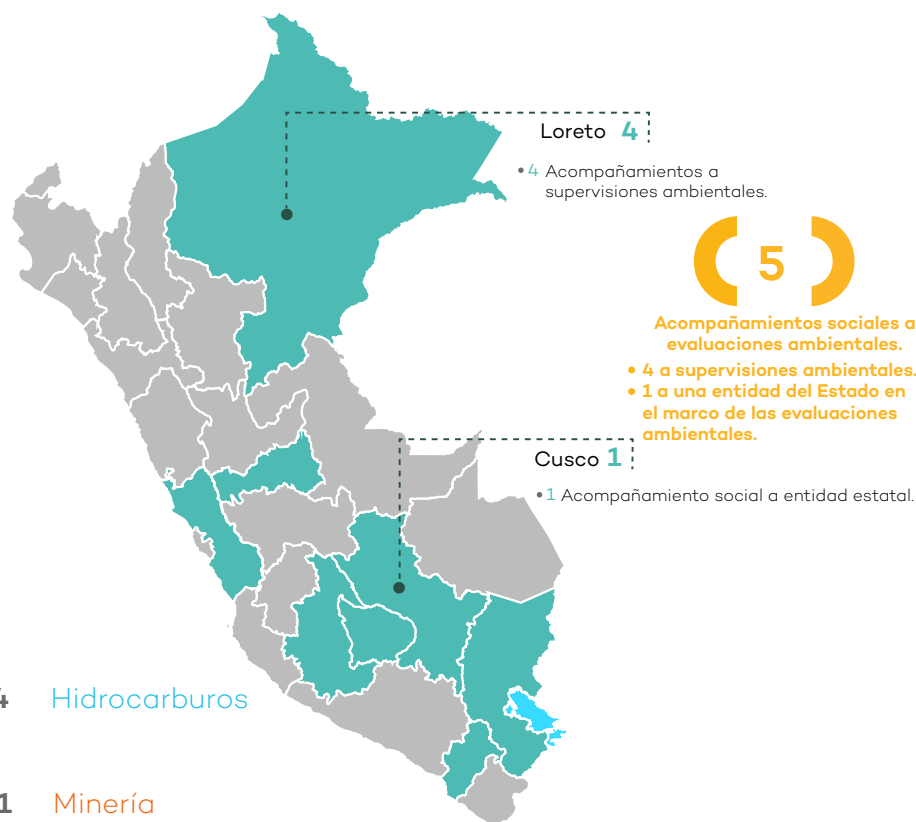 Loreto 4
• 4 Acompañamientos a
supervisiones ambientales.
5
Acompañamientos sociales a
evaluaciones ambientales.
• 4 a supervisiones ambientales.
• 1 a una entidad del Estado en
el marco de las evaluaciones
ambientales.
Cusco 1
• 1 Acompañamiento social a entidad estatal.
4 Hidrocarburos
1 Minería